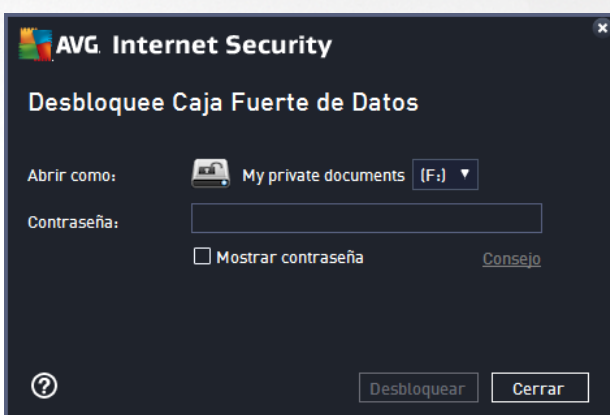 AVG. Internet Security
Desbloquee Caja Fuerte de Datos
Abrir como: My private documents (F:)
Contraseña:
Mostrar contraseña Consejo
Desbloquear Cerrar